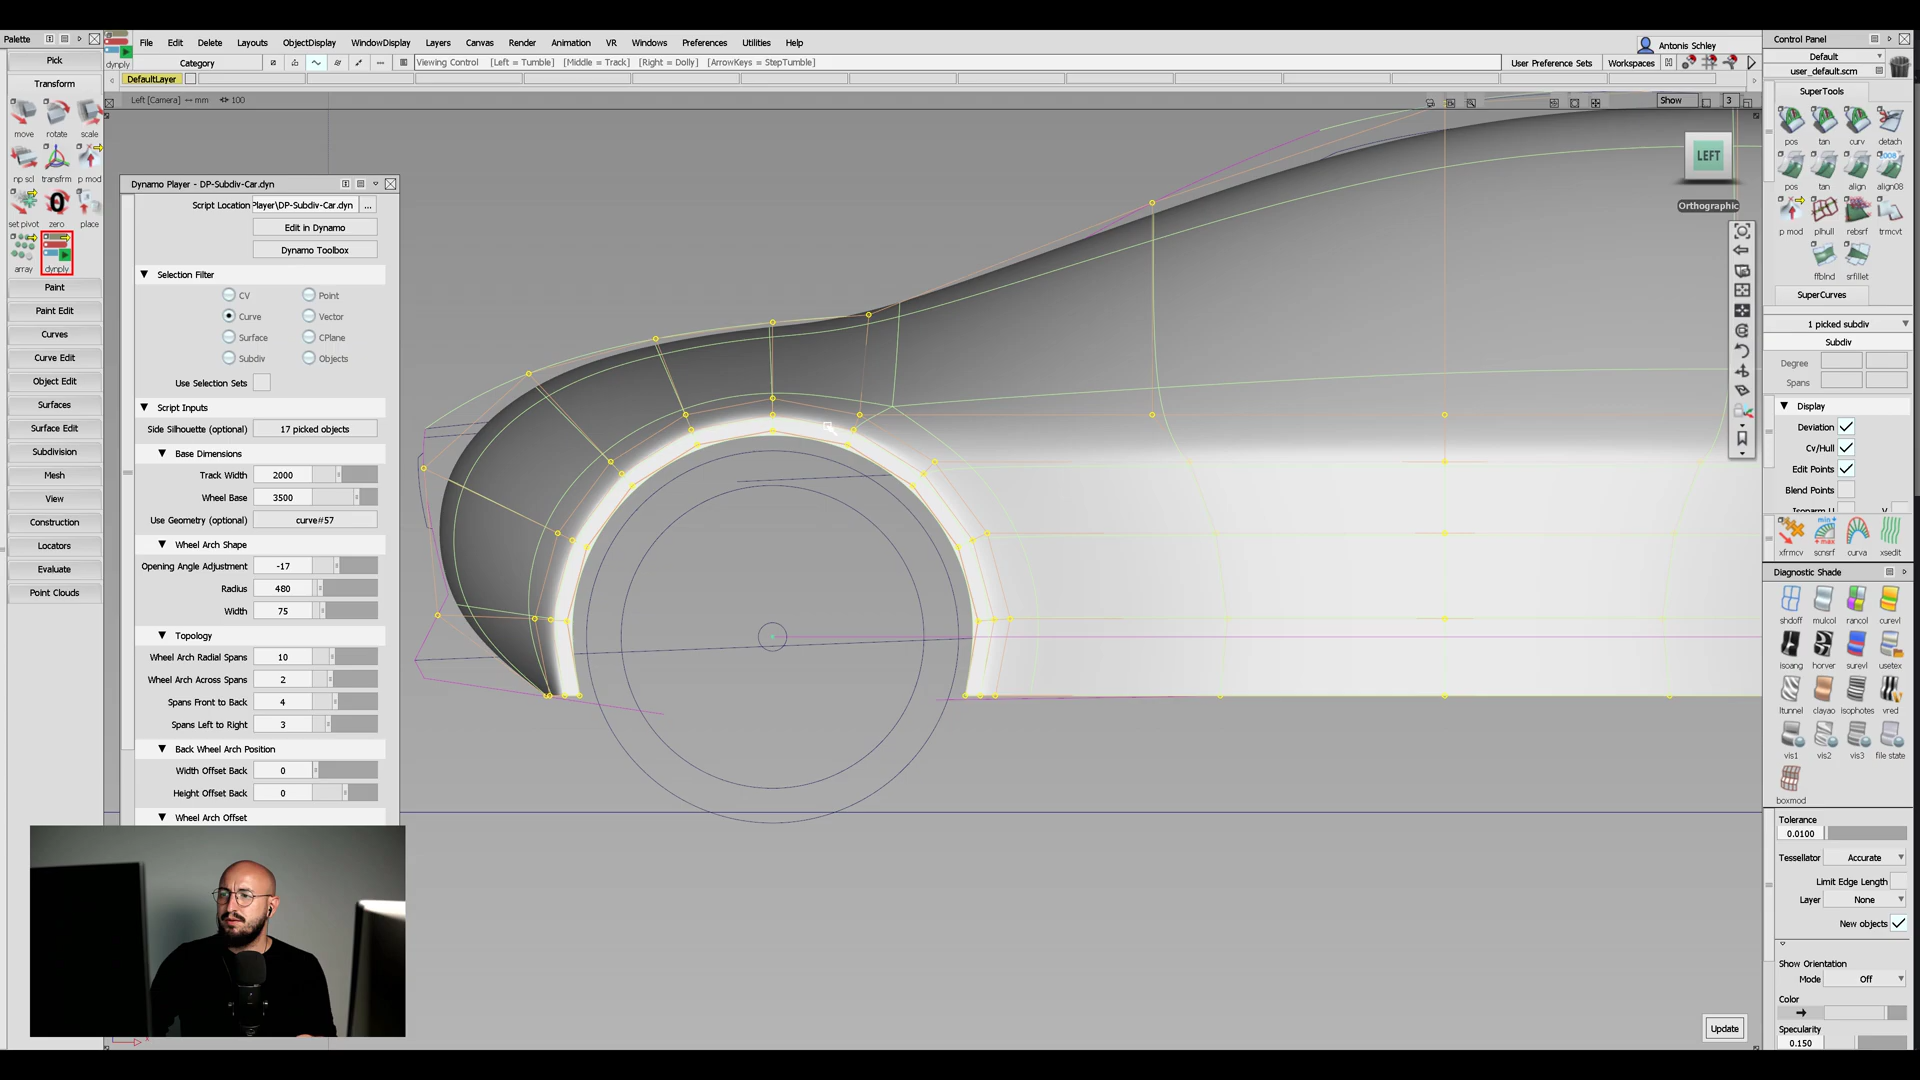 Palette
Pick
Transform
move rotate scale
np scl transfrm p mod
set pivot zero place
array dynply
Paint
Paint Edit
Curves
Curve Edit
Object Edit
Surfaces
Surface Edit
Subdivision
Mesh
View
Construction
Locators
Evaluate
Point Clouds
dynply
File Edit Delete Layouts ObjectDisplay WindowDisplay Layers Canvas Render Animation VR Windows Preferences Utilities Help
Antonis Schley
Category
Viewing Control [Left = Tumble] [Middle = Track] [Right = Dolly] [ArrowKeys = StepTumble]
User Preference Sets
Workspaces
DefaultLayer
Left [Camera] mm 100
Show
3
LEFT
Orthographic
Dynamo Player - DP-Subdiv-Car.dyn
Script Location Player\DP-Subdiv-Car.dyn ...
Edit in Dynamo
Dynamo Toolbox
Selection Filter
CV Point
Curve Vector
Surface CPlane
Subdiv Objects
Use Selection Sets
Script Inputs
Side Silhouette (optional) 17 picked objects
Base Dimensions
Track Width 2000
Wheel Base 3500
Use Geometry (optional) curve#57
Wheel Arch Shape
Opening Angle Adjustment -17
Radius 480
Width 75
Topology
Wheel Arch Radial Spans 10
Wheel Arch Across Spans 2
Spans Front to Back 4
Spans Left to Right 3
Back Wheel Arch Position
Width Offset Back 0
Height Offset Back 0
Wheel Arch Offset
Update
Control Panel
Default
user_default.scm
SuperTools
pos tan curv detach
pos tan align align08
p mod plhull rebsrf trmcvt
ffblnd srfillet
SuperCurves
1 picked subdiv
Subdiv
Degree
Spans
Display
Deviation
Cv/Hull
Edit Points
Blend Points
xfrmcv scnsrf curva xsedit
Diagnostic Shade
shdoff mulcol rancol curevl
isoang horver surevl usetex
ltunnel clayao isophotes vred
vis1 vis2 vis3 file state
boxmod
Tolerance
0.0100
Tessellator Accurate
Limit Edge Length
Layer None
New objects
Show Orientation
Mode Off
Color
Specularity
0.150